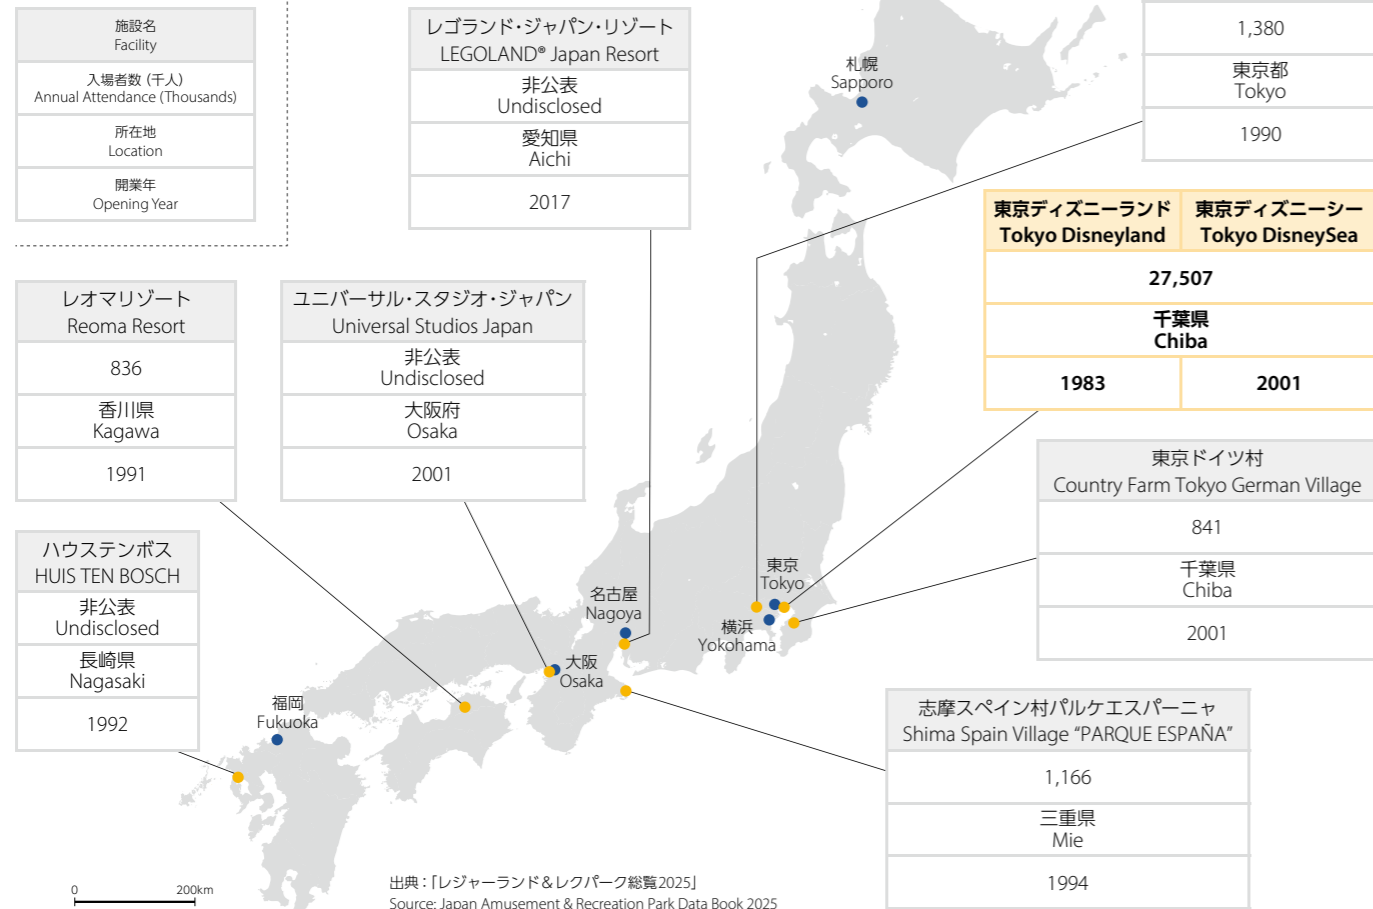 施設名
Facility
入場者数 (千人)
Annual Attendance (Thousands)
所在地
Location
開業年
Opening Year
レゴランド・ジャパン・リゾート
LEGOLAND® Japan Resort
非公表
Undisclosed
愛知県
Aichi
2017
札幌
Sapporo
1,380
東京都
Tokyo
1990
東京ディズニーランド
Tokyo Disneyland
東京ディズニーシー
Tokyo DisneySea
27,507
千葉県
Chiba
1983
2001
レオマリゾート
Reoma Resort
836
香川県
Kagawa
1991
ユニバーサル・スタジオ・ジャパン
Universal Studios Japan
非公表
Undisclosed
大阪府
Osaka
2001
東京ドイツ村
Country Farm Tokyo German Village
841
千葉県
Chiba
2001
ハウステンボス
HUIS TEN BOSCH
非公表
Undisclosed
長崎県
Nagasaki
1992
東京
Tokyo
名古屋
Nagoya
横浜
Yokohama
大阪
Osaka
福岡
Fukuoka
志摩スペイン村パルケエスパーニャ
Shima Spain Village “PARQUE ESPAÑA”
1,166
三重県
Mie
1994
0
200km
出典：「レジャーランド＆レクパーク総覧2025」
Source: Japan Amusement & Recreation Park Data Book 2025